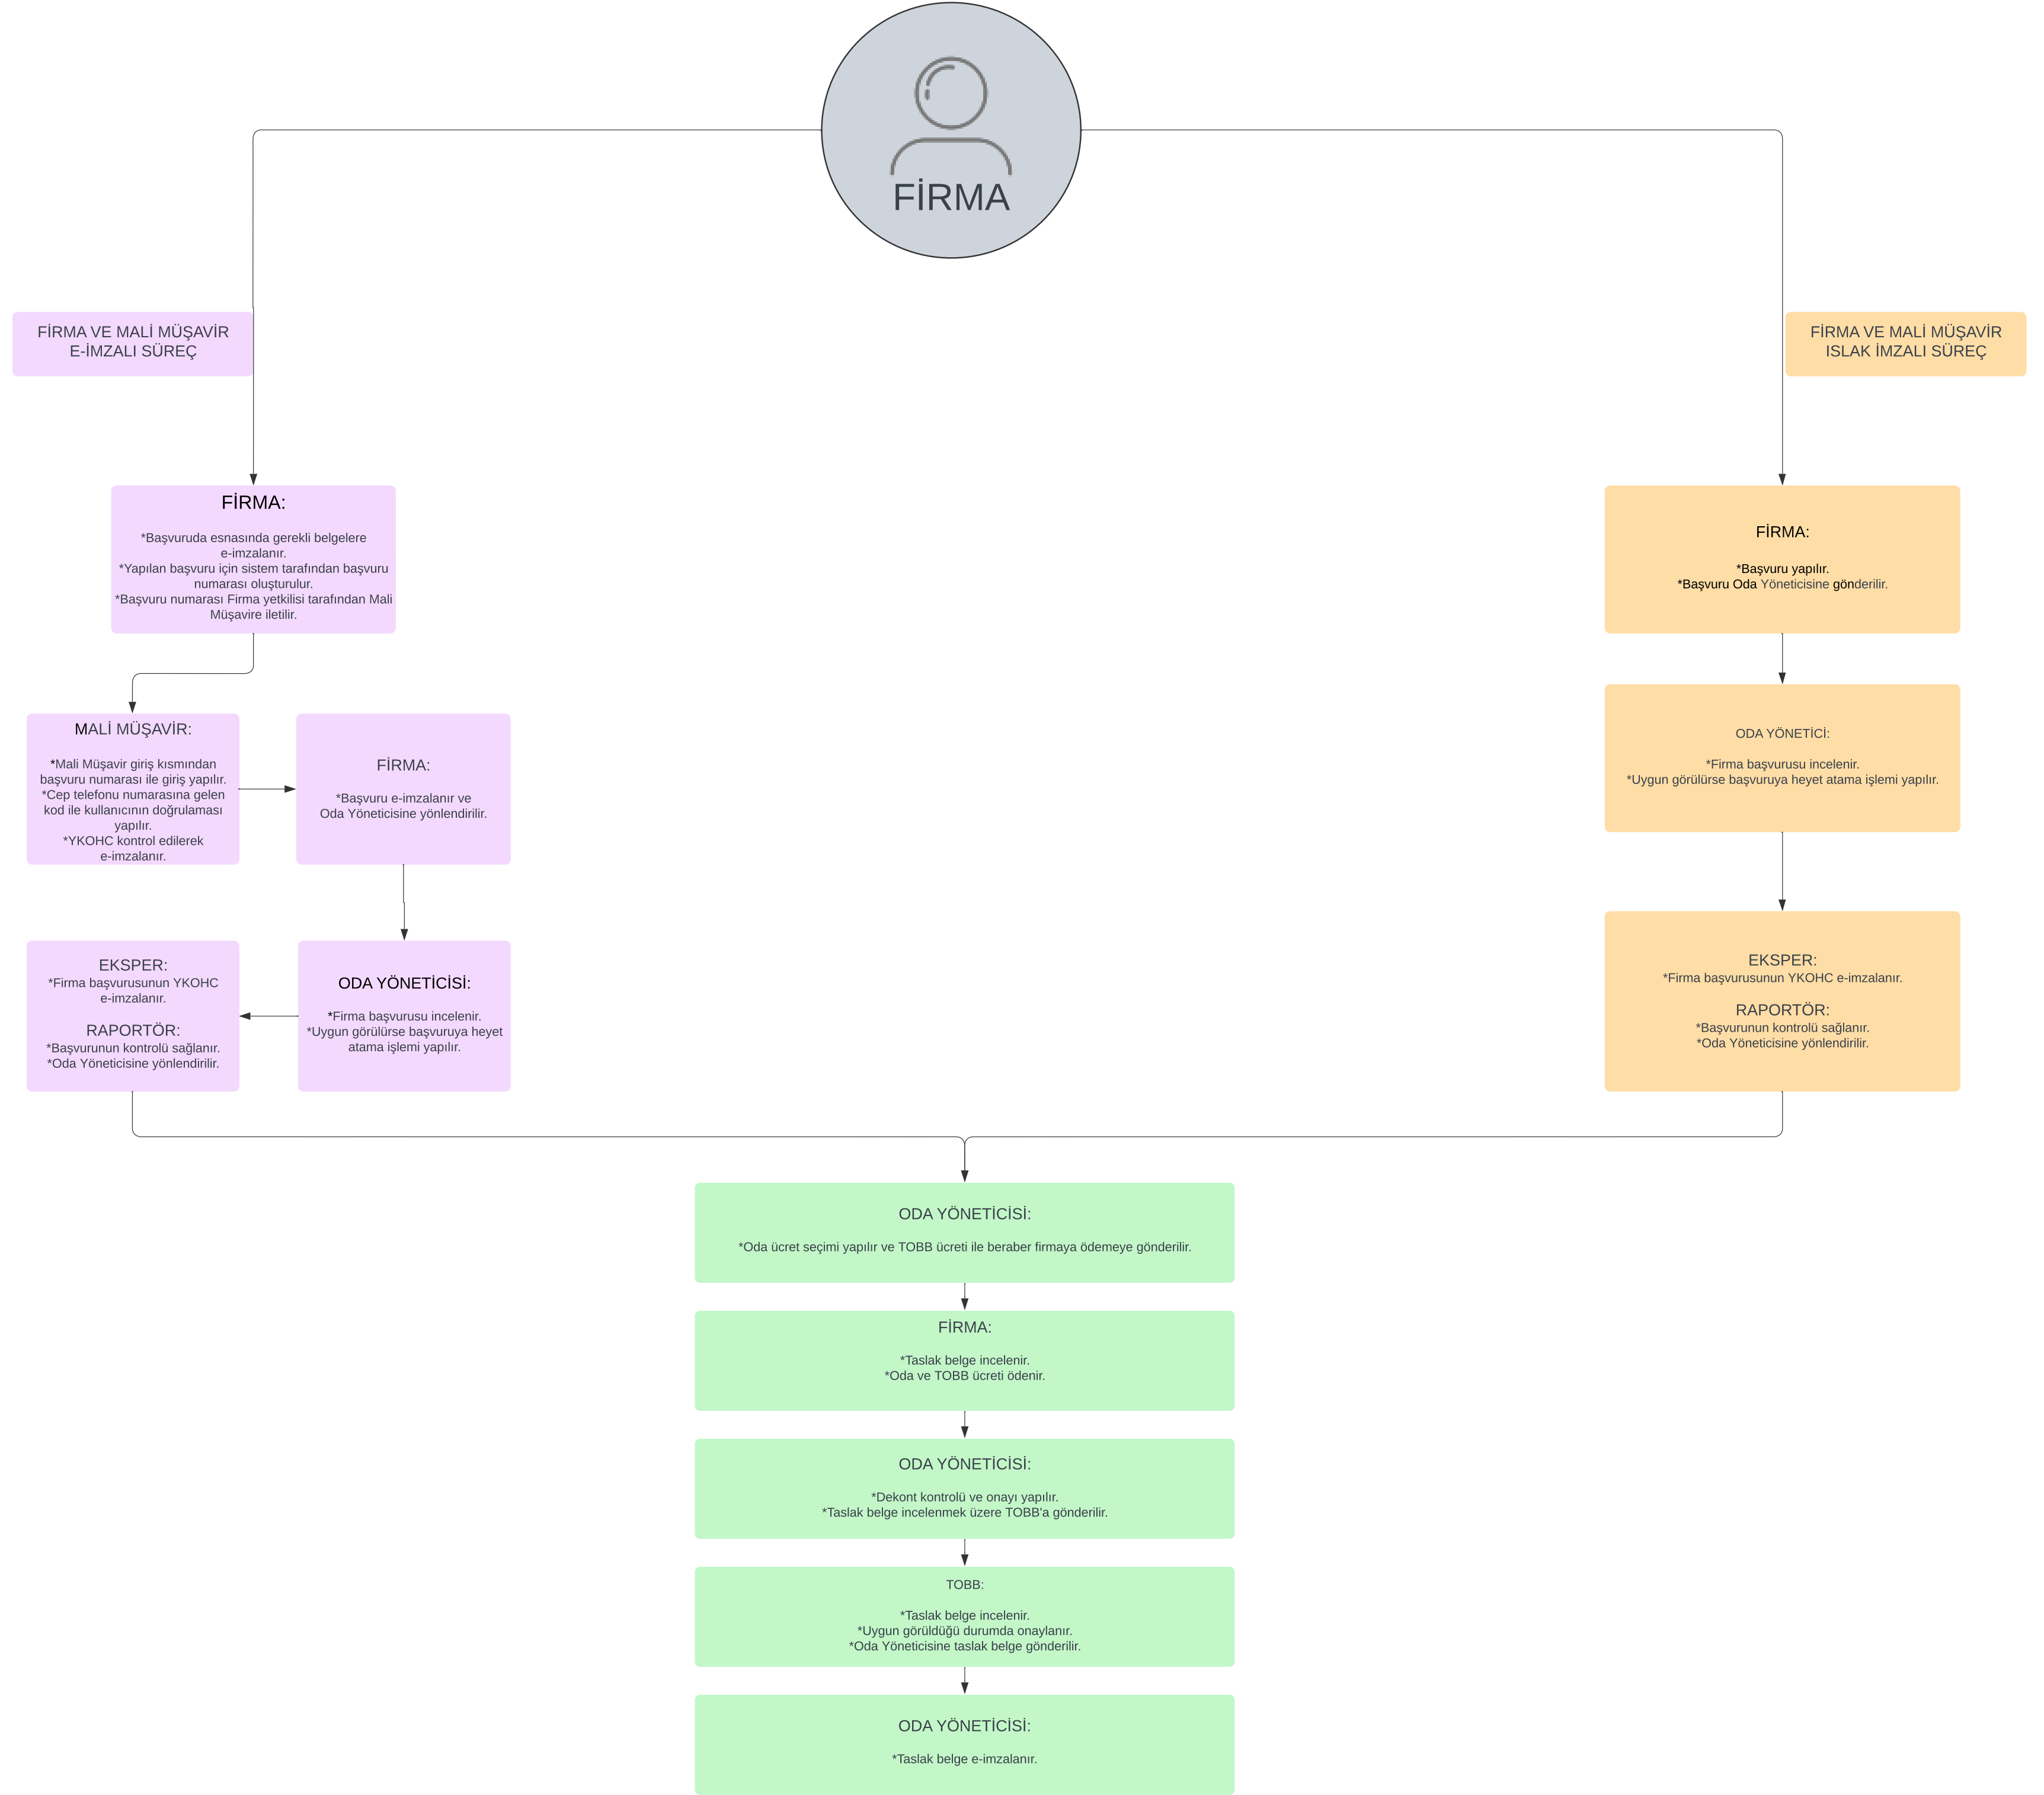 FİRMA
FİRMA VE MALİ MÜŞAVİR
E-İMZALI SÜREÇ
FİRMA VE MALİ MÜŞAVİR
ISLAK İMZALI SÜREÇ
FİRMA:
*Başvuruda esnasında gerekli belgelere
e-imzalanır.
*Yapılan başvuru için sistem tarafından başvuru
numarası oluşturulur.
*Başvuru numarası Firma yetkilisi tarafından Mali
Müşavire iletilir.
FİRMA:
*Başvuru yapılır.
*Başvuru Oda Yöneticisine gönderilir.
MALİ MÜŞAVİR:
*Mali Müşavir giriş kısmından
başvuru numarası ile giriş yapılır.
*Cep telefonu numarasına gelen
kod ile kullanıcının doğrulaması
yapılır.
*YKOHC kontrol edilerek
e-imzalanır.
FİRMA:
*Başvuru e-imzalanır ve
Oda Yöneticisine yönlendirilir.
ODA YÖNETİCİ:
*Firma başvurusu incelenir.
*Uygun görülürse başvuruya heyet atama işlemi yapılır.
EKSPER:
*Firma başvurusunun YKOHC
e-imzalanır.
RAPORTÖR:
*Başvurunun kontrolü sağlanır.
*Oda Yöneticisine yönlendirilir.
ODA YÖNETİCİSİ:
*Firma başvurusu incelenir.
*Uygun görülürse başvuruya heyet
atama işlemi yapılır.
EKSPER:
*Firma başvurusunun YKOHC e-imzalanır.
RAPORTÖR:
*Başvurunun kontrolü sağlanır.
*Oda Yöneticisine yönlendirilir.
ODA YÖNETİCİSİ:
*Oda ücret seçimi yapılır ve TOBB ücreti ile beraber firmaya ödemeye gönderilir.
FİRMA:
*Taslak belge incelenir.
*Oda ve TOBB ücreti ödenir.
ODA YÖNETİCİSİ:
*Dekont kontrolü ve onayı yapılır.
*Taslak belge incelenmek üzere TOBB'a gönderilir.
TOBB:
*Taslak belge incelenir.
*Uygun görüldüğü durumda onaylanır.
*Oda Yöneticisine taslak belge gönderilir.
ODA YÖNETİCİSİ:
*Taslak belge e-imzalanır.